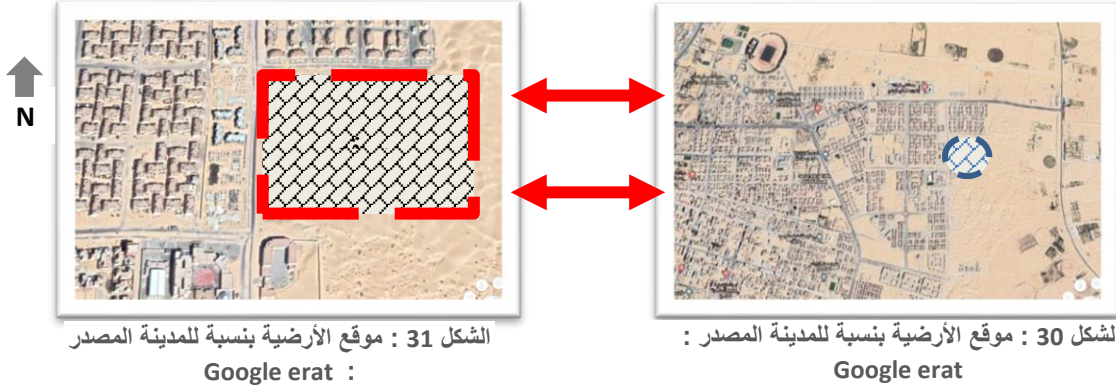 N
الشكل 31 : موقع الأرضية بنسبة للمدينة المصدر
: Google erat
لشكل 30 : موقع الأرضية بنسبة للمدينة المصدر :
Google erat